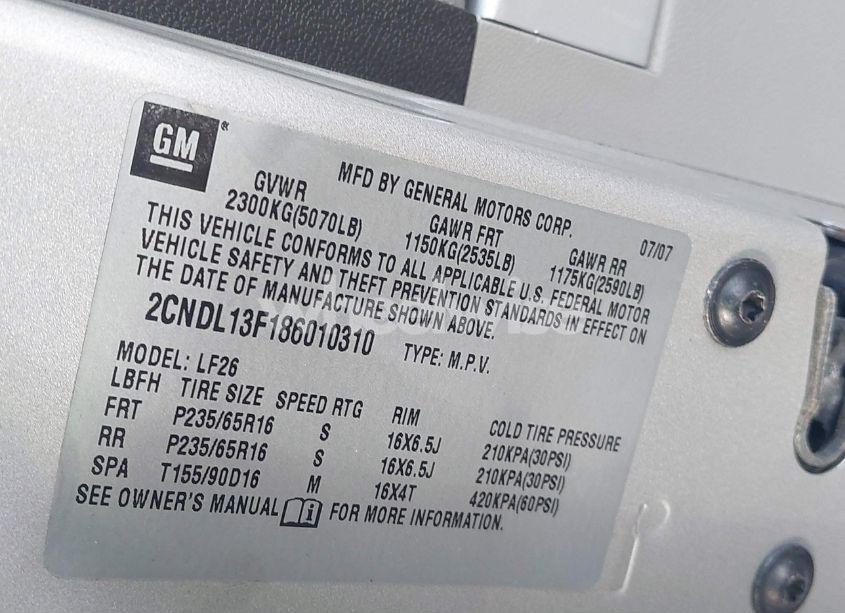 GM®
MFD BY GENERAL MOTORS CORP. 07/07
GVWR GAWR FRT GAWR RR
2300KG(5070LB) 1150KG(2535LB) 1175KG(2590LB)
THIS VEHICLE CONFORMS TO ALL APPLICABLE U.S. FEDERAL MOTOR
VEHICLE SAFETY AND THEFT PREVENTION STANDARDS IN EFFECT ON
THE DATE OF MANUFACTURE SHOWN ABOVE.
2CNDL13F186010310 TYPE: M.P.V.
MODEL: LF26
LBFH TIRE SIZE SPEED RTG RIM COLD TIRE PRESSURE
FRT P235/65R16 S 16X6.5J 210KPA(30PSI)
RR P235/65R16 S 16X6.5J 210KPA(30PSI)
SPA T155/90D16 M 16X4T 420KPA(60PSI)
SEE OWNER'S MANUAL i FOR MORE INFORMATION.